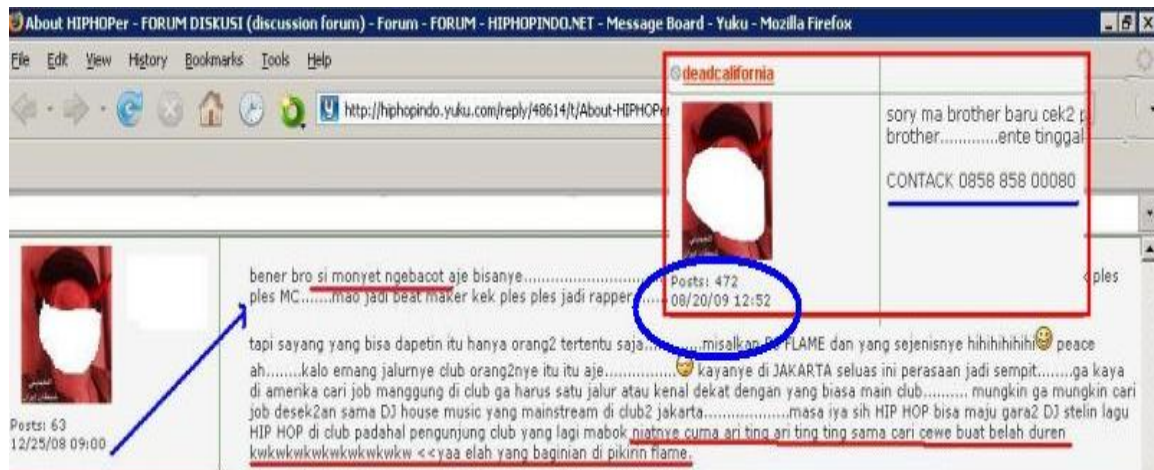 About HIPHOPer - FORUM DISKUSI (discussion forum) - Forum - FORUM - HIPHOPINDO.NET - Message Board - Yuku - Mozilla Firefox
File Edit View History Bookmarks Tools Help
http://hiphopindo.yuku.com/reply/48614/t/About-HIPHOPer
deadcalifornia
sory ma brother baru cek2 p
brother.............ente tinggal
CONTACK 0858 858 00080
Posts: 472
08/20/09 12:52
bener bro si monyet ngebacot aje bisanye............................ ples
ples MC.......mao jadi beat maker kek ples ples jadi rapper........
tapi sayang yang bisa dapetin itu hanya orang2 tertentu saja.............misalkan FLAME dan yang sejenisnye hihihihihihi peace
ah........kalo emang jalurnye club orang2nye itu itu aje............... kayanye di JAKARTA seluas ini perasaan jadi sempit........ga kaya
di amerika cari job manggung di club ga harus satu jalur atau kenal dekat dengan yang biasa main club.......... mungkin ga mungkin cari
job desek2an sama DJ house music yang mainstream di club2 jakarta....................masa iya sih HIP HOP bisa maju gara2 DJ stelin lagu
HIP HOP di club padahal pengunjung club yang lagi mabok niatnye cuma ari ting ari ting ting sama cari cewe buat belah duren
kwkwkwkwkwkwkwkwkw <<yaa elah yang baginian di pikirin flame.
Posts: 63
12/25/08 09:00